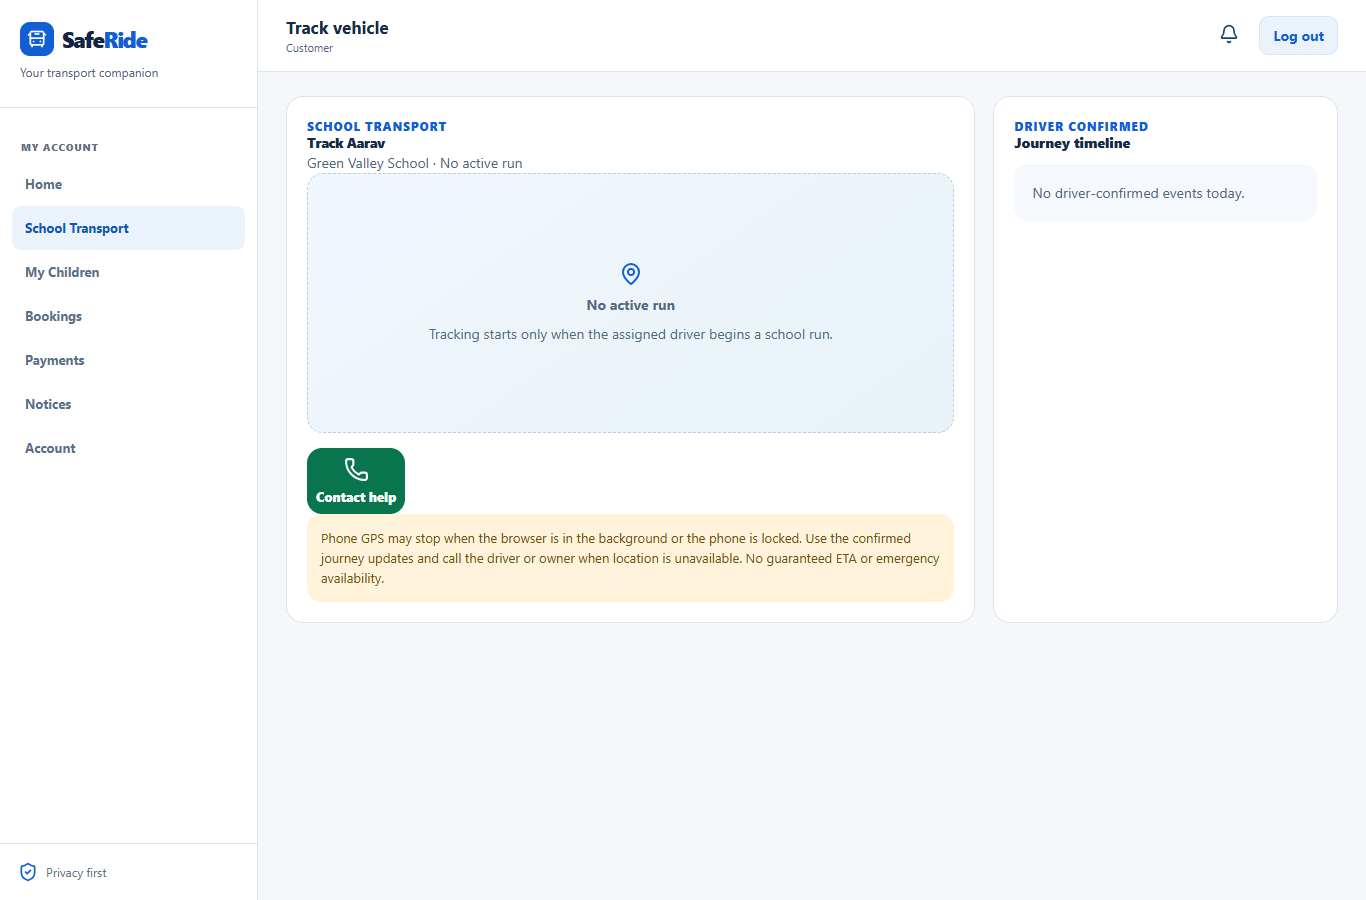 SafeRide
Your transport companion
MY ACCOUNT
Home
School Transport
My Children
Bookings
Payments
Notices
Account
Privacy first
Track vehicle
Customer
Log out
SCHOOL TRANSPORT
Track Aarav
Green Valley School · No active run
No active run
Tracking starts only when the assigned driver begins a school run.
Contact help
Phone GPS may stop when the browser is in the background or the phone is locked. Use the confirmed
journey updates and call the driver or owner when location is unavailable. No guaranteed ETA or emergency
availability.
DRIVER CONFIRMED
Journey timeline
No driver-confirmed events today.